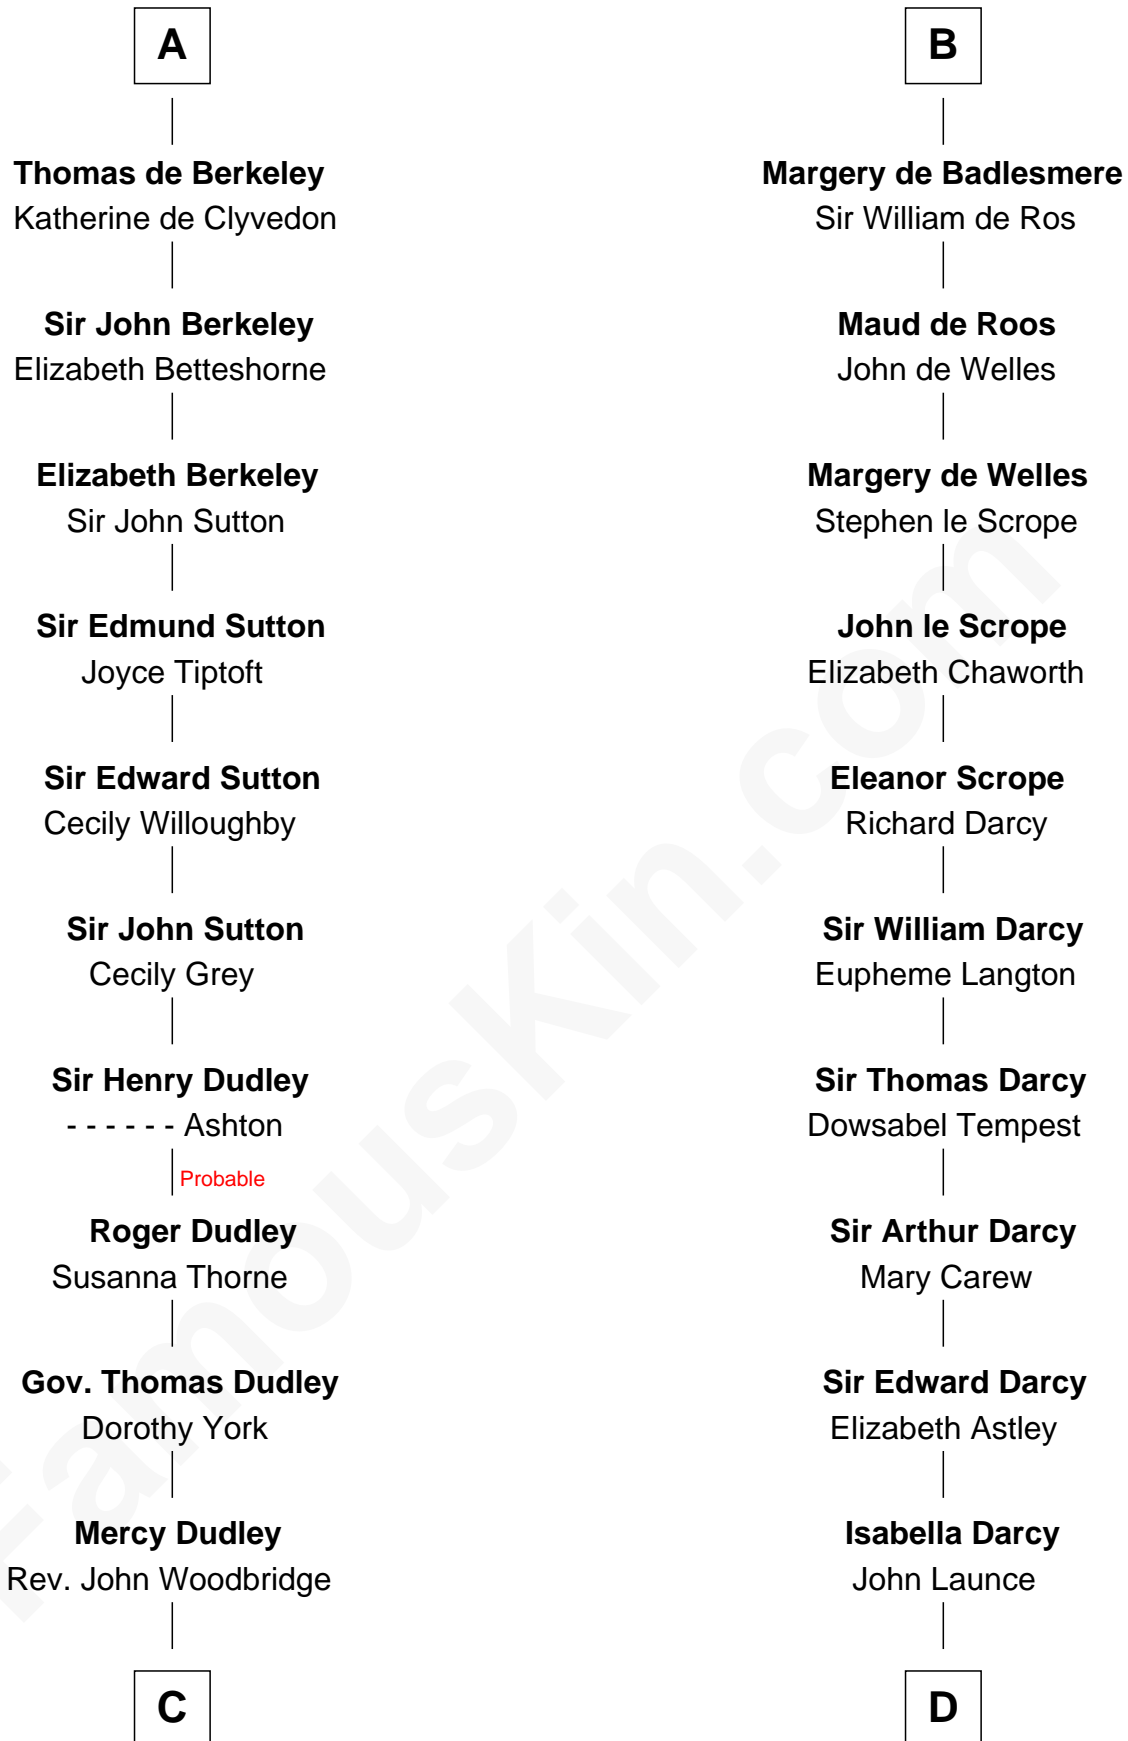 A
Thomas de Berkeley
Katherine de Clyvedon
Sir John Berkeley
Elizabeth Betteshorne
Elizabeth Berkeley
Sir John Sutton
Sir Edmund Sutton
Joyce Tiptoft
Sir Edward Sutton
Cecily Willoughby
Sir John Sutton
Cecily Grey
Sir Henry Dudley
- - - - - - Ashton
Probable
Roger Dudley
Susanna Thorne
Gov. Thomas Dudley
Dorothy York
Mercy Dudley
Rev. John Woodbridge
C
B
Margery de Badlesmere
Sir William de Ros
Maud de Roos
John de Welles
Margery de Welles
Stephen le Scrope
John le Scrope
Elizabeth Chaworth
Eleanor Scrope
Richard Darcy
Sir William Darcy
Eupheme Langton
Sir Thomas Darcy
Dowsabel Tempest
Sir Arthur Darcy
Mary Carew
Sir Edward Darcy
Elizabeth Astley
Isabella Darcy
John Launce
D
FamousKin.com